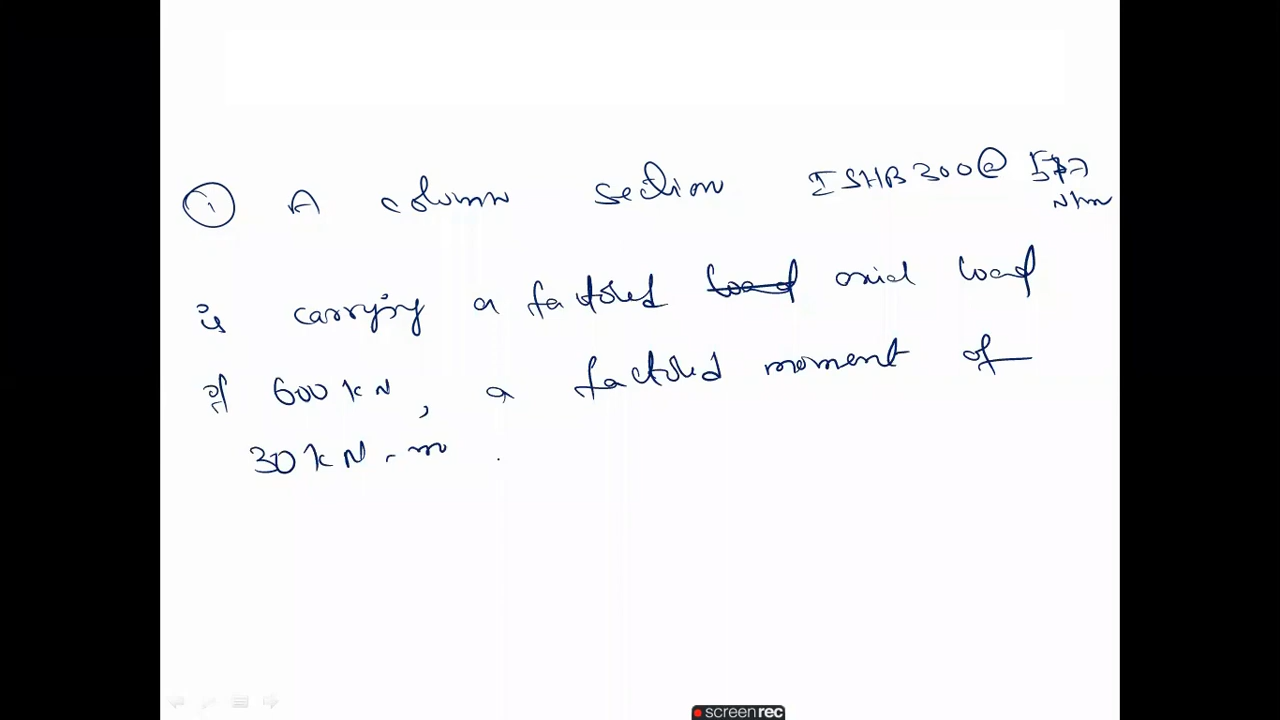 ① A column section ISHB 300 @ 577
N/m
is carrying a factored load axial load
of 600 kN, a factored moment of
30 kN-m
screenrec